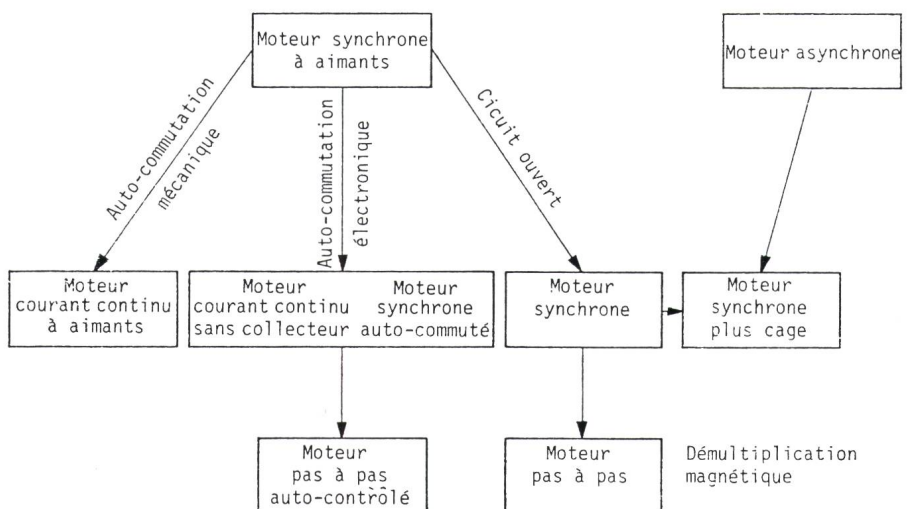 Moteur synchrone
à aimants
Moteur asynchrone
Auto-commutation
mécanique
Auto-commutation
électronique
Cicuit ouvert
Moteur
courant continu
à aimants
Moteur
courant continu
sans collecteur
Moteur
synchrone
auto-commuté
Moteur
synchrone
Moteur
synchrone
plus cage
Moteur
pas à pas
auto-contrôlé
Moteur
pas à pas
Démultiplication
magnétique